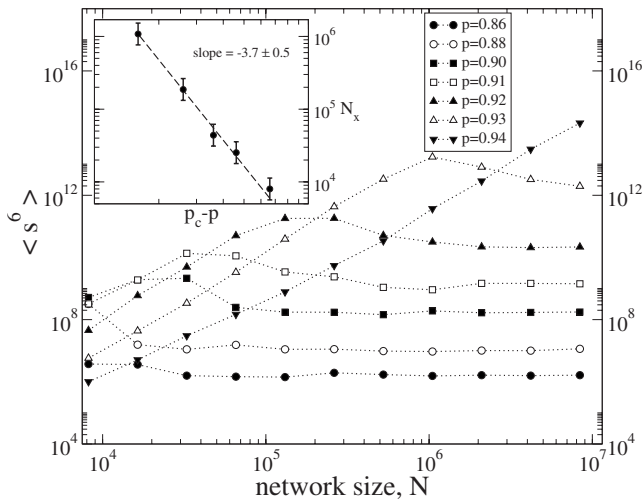 10^16
10^12
10^8
10^4
< s^6 >
10^4
10^5
10^6
10^7
network size, N
10^16
10^12
10^8
10^4
slope = -3.7 ± 0.5
10^6
10^5
10^4
N_x
p_c-p
p=0.86
p=0.88
p=0.90
p=0.91
p=0.92
p=0.93
p=0.94